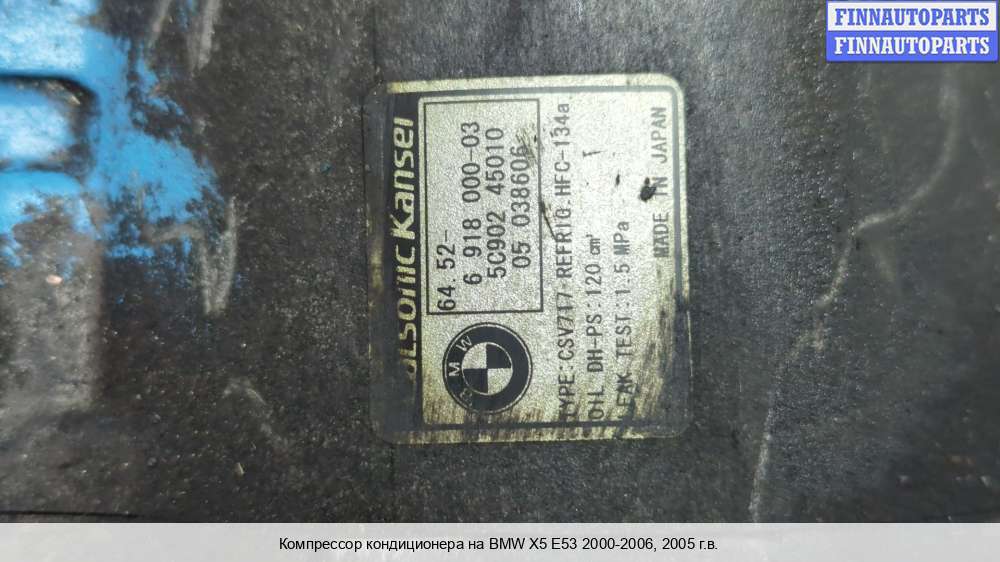 FINNAUTOPARTS
FINNAUTOPARTS
Kansei
64 52-
6 918 000-03
5C902 45010
05 038606
BMW
TYPE:CSV717-REFRIG.HFC-134a
OIL DH-PS:120 cm³
LEAK TEST:1.5 MPa
MADE IN JAPAN
Компрессор кондиционера на BMW X5 E53 2000-2006, 2005 г.в.